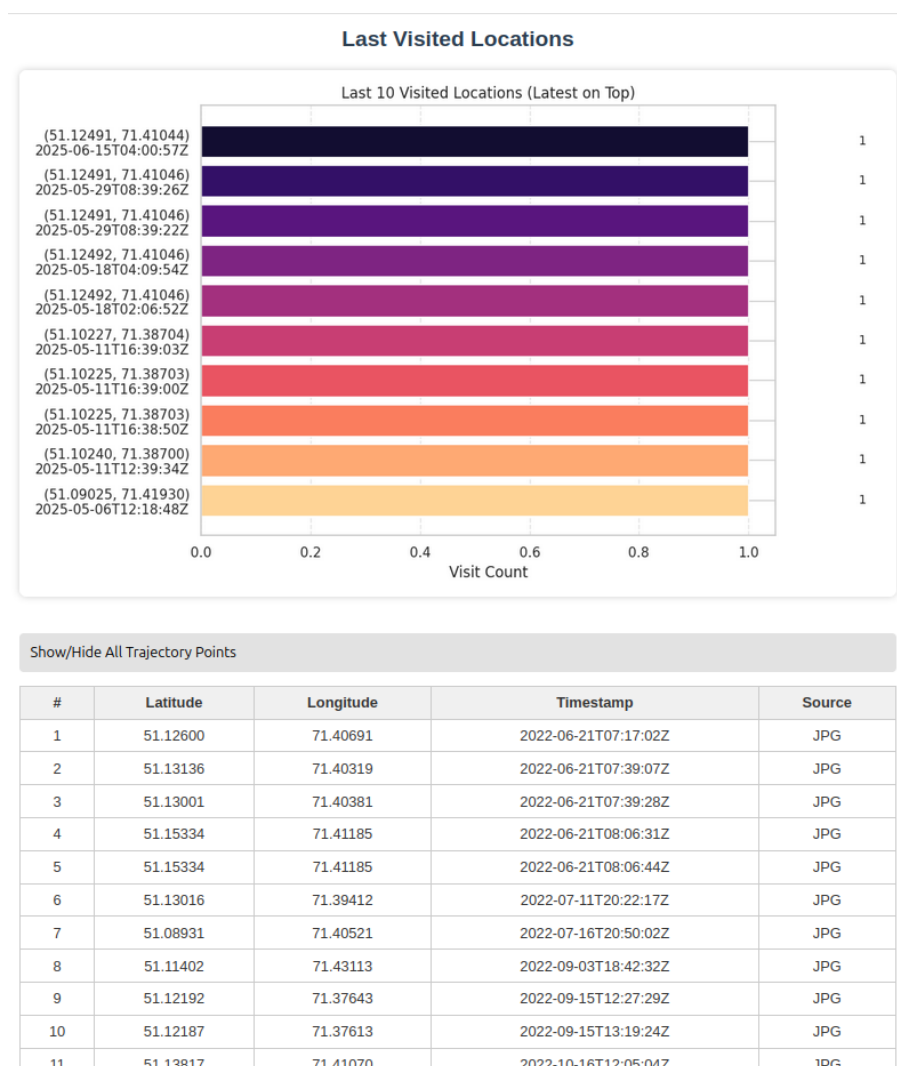 Last Visited Locations
Last 10 Visited Locations (Latest on Top)
(51.12491, 71.41044)
2025-06-15T04:00:57Z
1
(51.12491, 71.41046)
2025-05-29T08:39:26Z
1
(51.12491, 71.41046)
2025-05-29T08:39:22Z
1
(51.12492, 71.41046)
2025-05-18T04:09:54Z
1
(51.12492, 71.41046)
2025-05-18T02:06:52Z
1
(51.10227, 71.38704)
2025-05-11T16:39:03Z
1
(51.10225, 71.38703)
2025-05-11T16:39:00Z
1
(51.10225, 71.38703)
2025-05-11T16:38:50Z
1
(51.10240, 71.38700)
2025-05-11T12:39:34Z
1
(51.09025, 71.41930)
2025-05-06T12:18:48Z
1
0.0 0.2 0.4 0.6 0.8 1.0
Visit Count
Show/Hide All Trajectory Points
# Latitude Longitude Timestamp Source
1 51.12600 71.40691 2022-06-21T07:17:02Z JPG
2 51.13136 71.40319 2022-06-21T07:39:07Z JPG
3 51.13001 71.40381 2022-06-21T07:39:28Z JPG
4 51.15334 71.41185 2022-06-21T08:06:31Z JPG
5 51.15334 71.41185 2022-06-21T08:06:44Z JPG
6 51.13016 71.39412 2022-07-11T20:22:17Z JPG
7 51.08931 71.40521 2022-07-16T20:50:02Z JPG
8 51.11402 71.43113 2022-09-03T18:42:32Z JPG
9 51.12192 71.37643 2022-09-15T12:27:29Z JPG
10 51.12187 71.37613 2022-09-15T13:19:24Z JPG
11 51.13817 71.41070 2022-10-16T12:05:04Z JPG